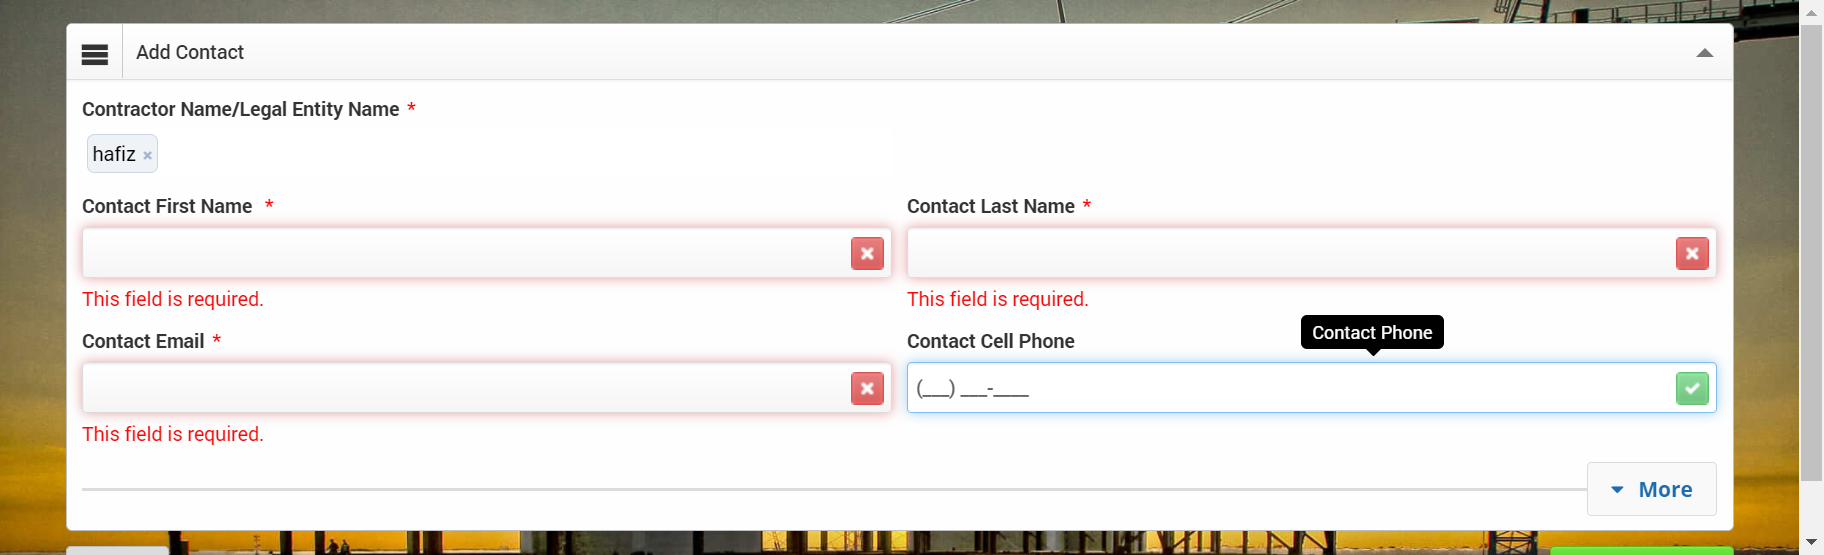 Add Contact
Contractor Name/Legal Entity Name *
hafiz ×
Contact First Name *
Contact Last Name *
This field is required.
This field is required.
Contact Email *
Contact Cell Phone
Contact Phone
(___) ___-____
This field is required.
More